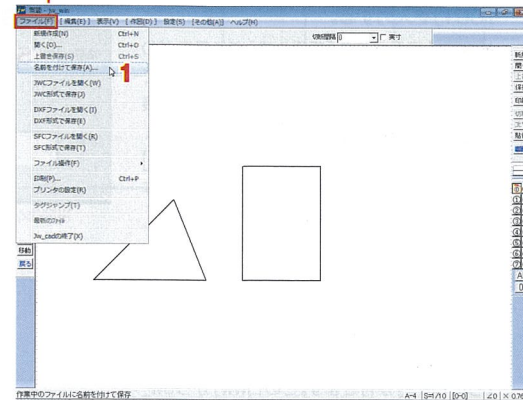 無題 - jw_win
ファイル(F) [編集(E)] 表示(V) [作図(D)] 設定(S) [その他(A)] ヘルプ(H)
新規作成(N) Ctrl+N
開く(O)... Ctrl+O
上書き保存(S) Ctrl+S
名前を付けて保存(A)...
1
JWCファイルを開く(W)
JWC形式で保存(J)
DXFファイルを開く(I)
DXF形式で保存(E)
SFCファイルを開く(R)
SFC形式で保存(T)
ファイル操作(F)
印刷(P)... Ctrl+P
プリンタの設定(R)
タグジャンプ(T)
最新のファイル
Jw_cadの終了(X)
切断間隔 0 実寸
移動
戻る
作業中のファイルに名前を付けて保存
A-4 S=1/10 [0-0] ∠0 × 0.76